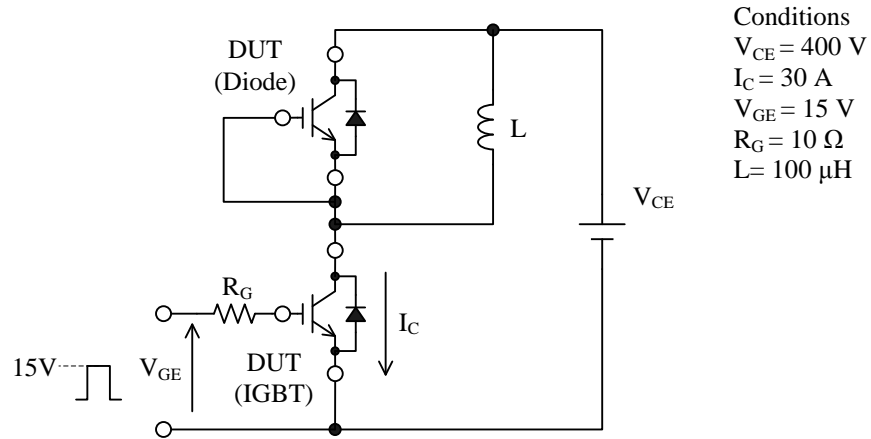 Conditions
V_CE = 400 V
I_C = 30 A
V_GE = 15 V
R_G = 10 Ω
L= 100 μH
DUT
(Diode)
L
V_CE
R_G
I_C
15V
V_GE
DUT
(IGBT)